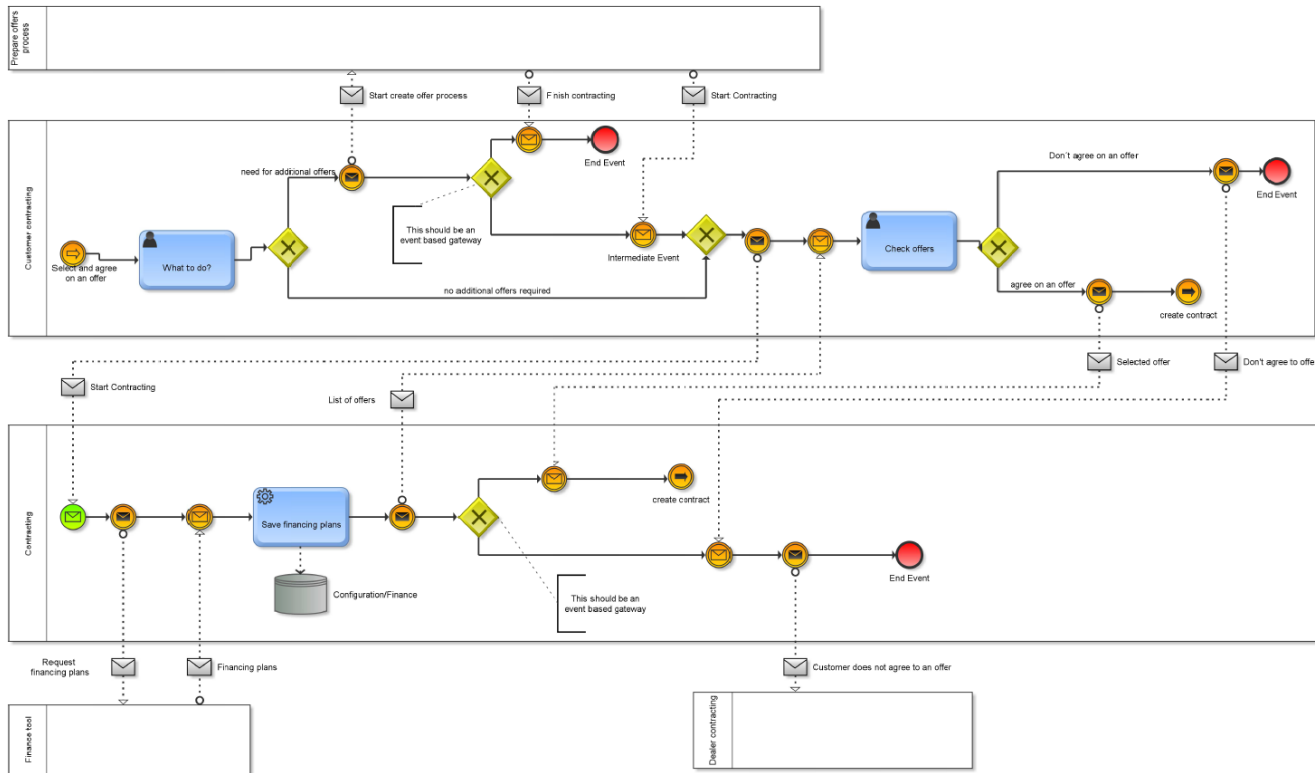 Prepare offers
process
Start create offer process
Finish contracting
Start Contracting
Customer contracting
need for additional offers
End Event
Don't agree on an offer
End Event
This should be an
event based gateway
Select and agree
on an offer
What to do?
Intermediate Event
Check offers
no additional offers required
agree on an offer
create contract
Start Contracting
List of offers
Selected offer
Don't agree to offe
Contracting
create contract
Save financing plans
End Event
Configuration/Finance
This should be an
event based gateway
Request
financing plans
Financing plans
Customer does not agree to an offer
Finance tool
Dealer contracting